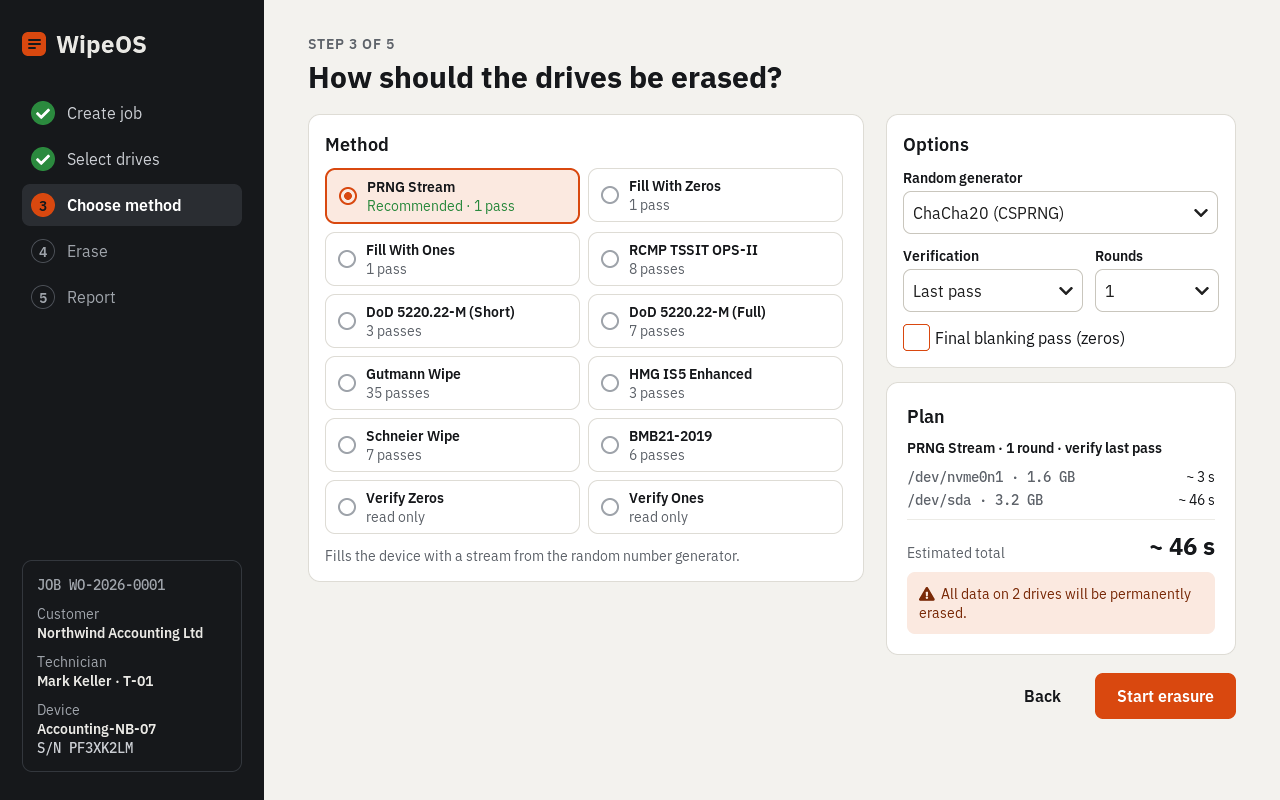 WipeOS
Create job
Select drives
3 Choose method
4 Erase
5 Report
JOB WO-2026-0001
Customer
Northwind Accounting Ltd
Technician
Mark Keller · T-01
Device
Accounting-NB-07
S/N PF3XK2LM
STEP 3 OF 5
How should the drives be erased?
Method
PRNG Stream
Recommended · 1 pass
Fill With Zeros
1 pass
Fill With Ones
1 pass
RCMP TSSIT OPS-II
8 passes
DoD 5220.22-M (Short)
3 passes
DoD 5220.22-M (Full)
7 passes
Gutmann Wipe
35 passes
HMG IS5 Enhanced
3 passes
Schneier Wipe
7 passes
BMB21-2019
6 passes
Verify Zeros
read only
Verify Ones
read only
Fills the device with a stream from the random number generator.
Options
Random generator
ChaCha20 (CSPRNG)
Verification Rounds
Last pass 1
Final blanking pass (zeros)
Plan
PRNG Stream · 1 round · verify last pass
/dev/nvme0n1 · 1.6 GB ~ 3 s
/dev/sda · 3.2 GB ~ 46 s
Estimated total ~ 46 s
All data on 2 drives will be permanently
erased.
Back Start erasure